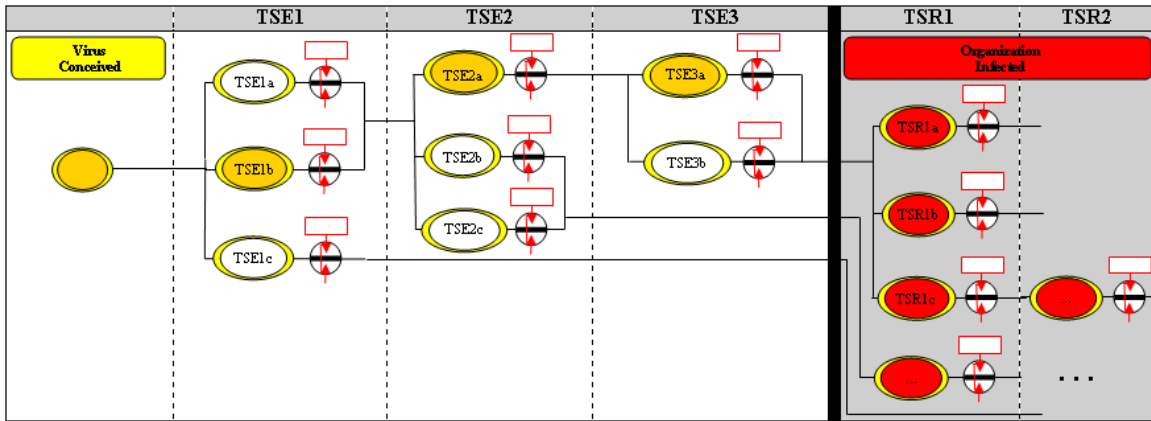 TSE1 TSE2 TSE3 TSR1 TSR2
Virus
Conceived
Organization
Infected
TSE1a
TSE2a
TSE3a
TSR1a
TSE1b
TSE2b
TSE3b
TSR1b
TSE2c
TSE1c
TSR1c
...
...
...